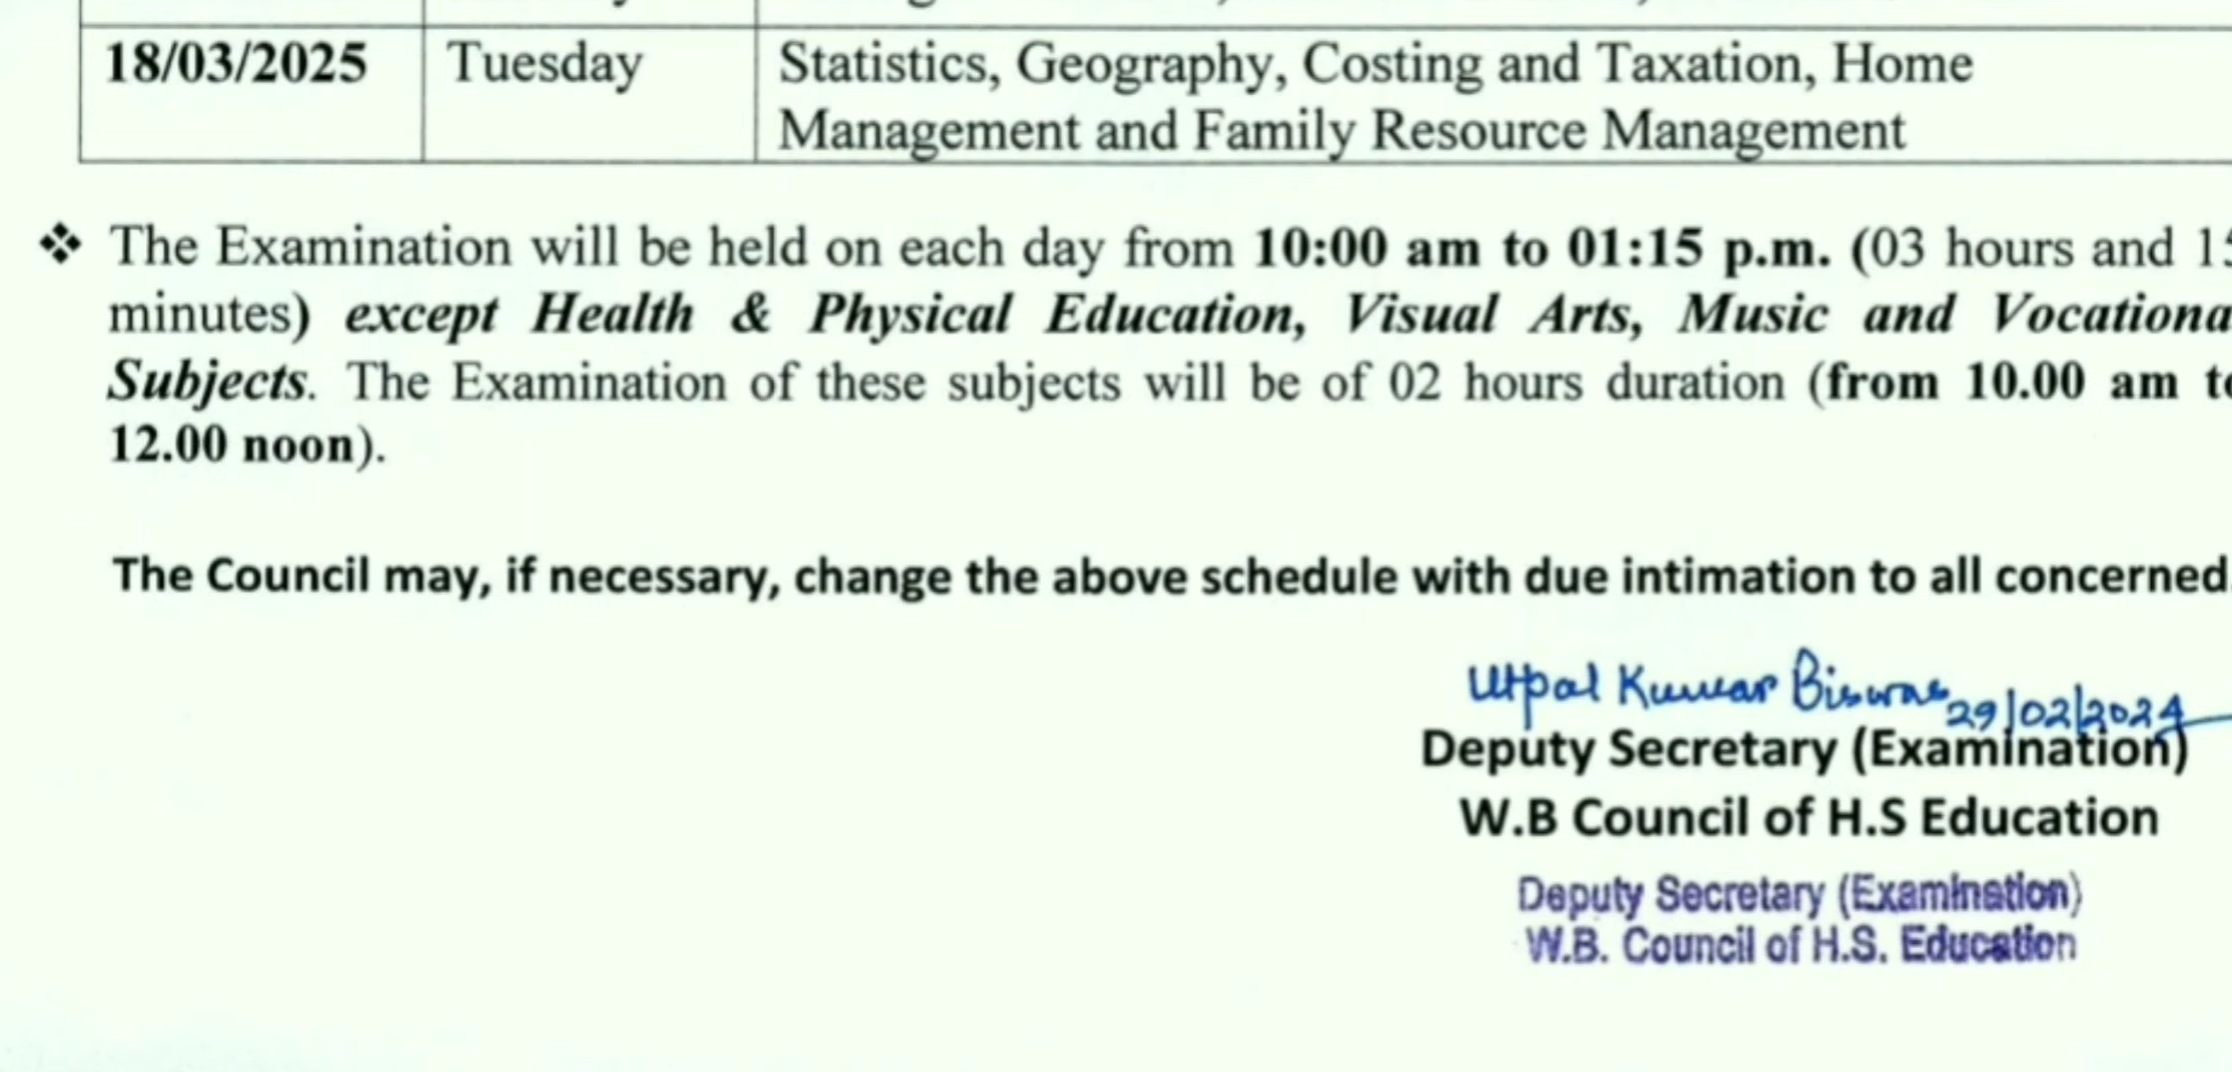 18/03/2025 Tuesday Statistics, Geography, Costing and Taxation, Home
Management and Family Resource Management
❖ The Examination will be held on each day from 10:00 am to 01:15 p.m. (03 hours and 15
minutes) except Health & Physical Education, Visual Arts, Music and Vocationa
Subjects. The Examination of these subjects will be of 02 hours duration (from 10.00 am to
12.00 noon).
The Council may, if necessary, change the above schedule with due intimation to all concerned.
Utpal Kumar Biswas 29/02/2024
Deputy Secretary (Examination)
W.B Council of H.S Education
Deputy Secretary (Examination)
W.B. Council of H.S. Education